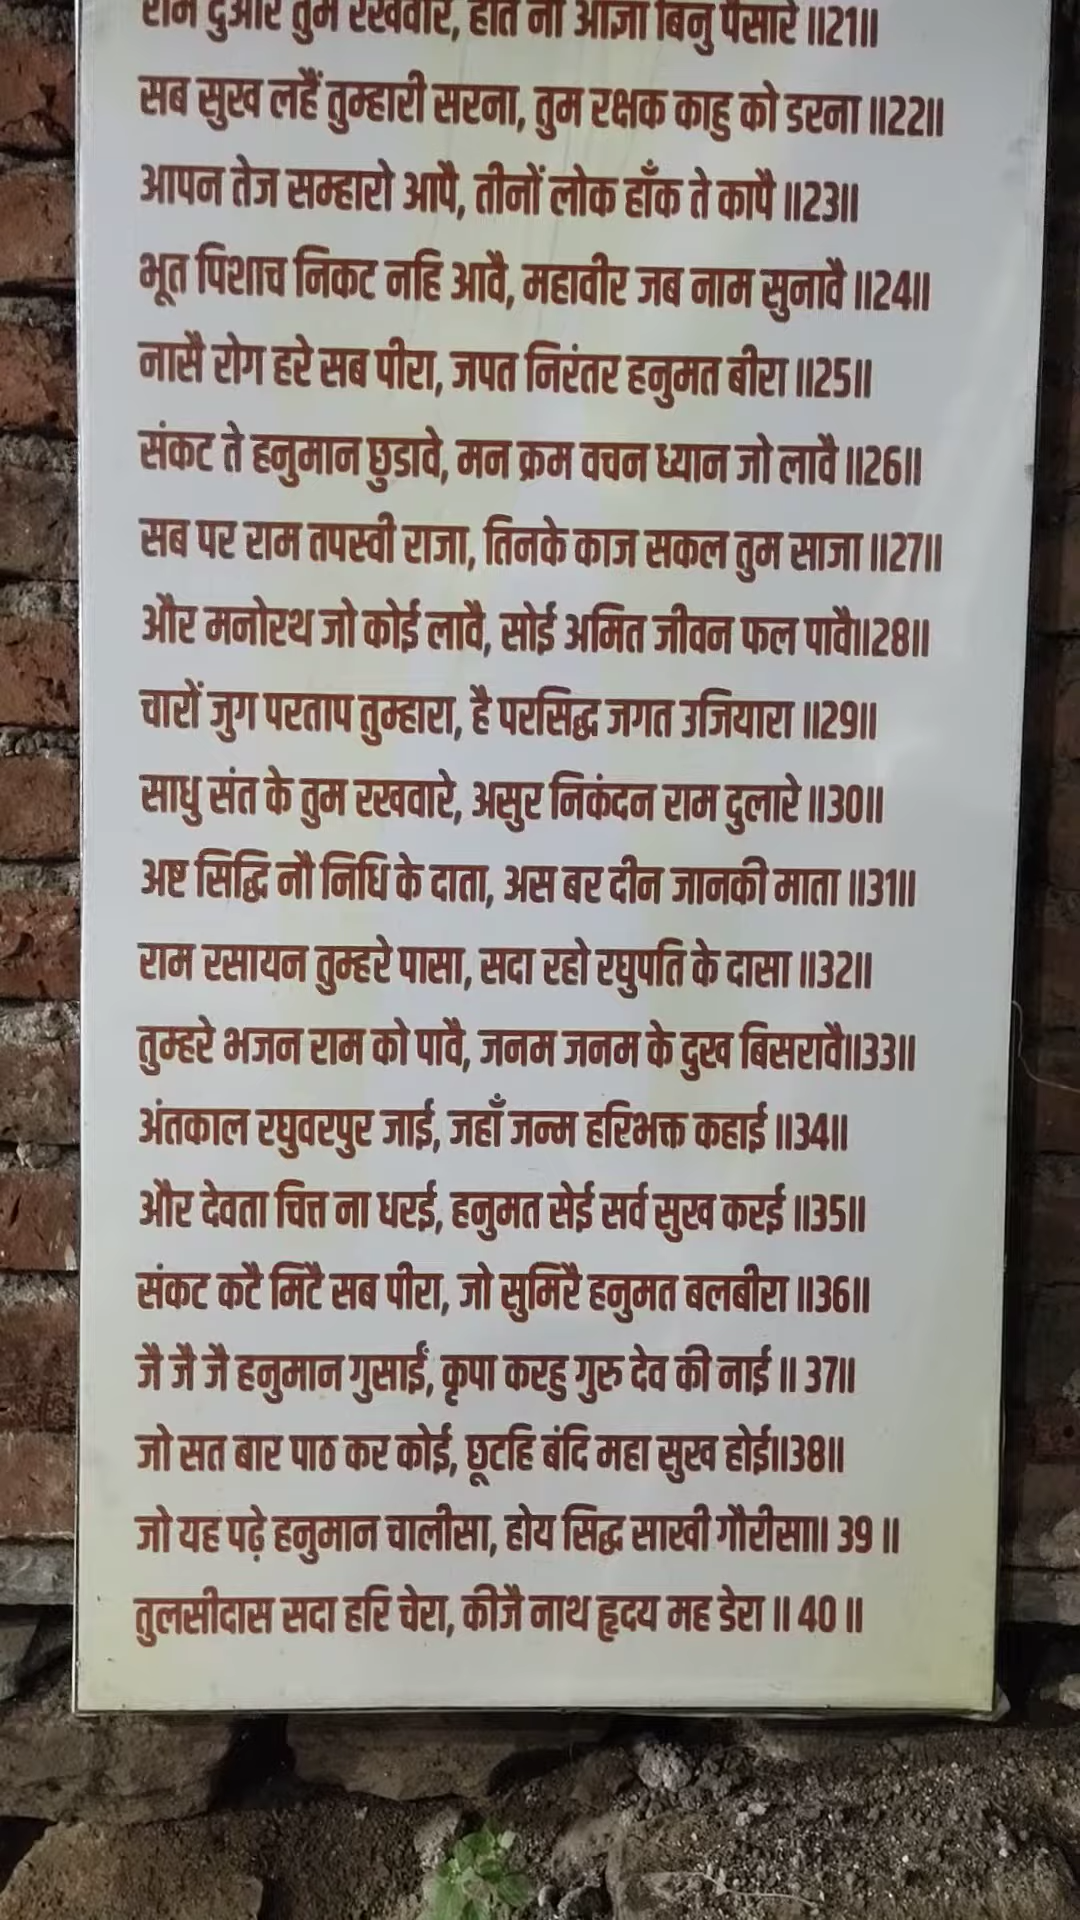 राम दुआरे तुम रखवारे, होत ना आज्ञा बिनु पैसारे ॥21॥
सब सुख लहैं तुम्हारी सरना, तुम रक्षक काहु को डरना ॥22॥
आपन तेज सम्हारो आपै, तीनों लोक हाँक ते कापै ॥23॥
भूत पिशाच निकट नहि आवै, महावीर जब नाम सुनावै ॥24॥
नासै रोग हरे सब पीरा, जपत निरंतर हनुमत बीरा ॥25॥
संकट ते हनुमान छुडावे, मन क्रम वचन ध्यान जो लावै ॥26॥
सब पर राम तपस्वी राजा, तिनके काज सकल तुम साजा ॥27॥
और मनोरथ जो कोई लावै, सोई अमित जीवन फल पावै॥28॥
चारों जुग परताप तुम्हारा, है परसिद्ध जगत उजियारा ॥29॥
साधु संत के तुम रखवारे, असुर निकंदन राम दुलारे ॥30॥
अष्ट सिद्धि नौ निधि के दाता, अस बर दीन जानकी माता ॥31॥
राम रसायन तुम्हरे पासा, सदा रहो रघुपति के दासा ॥32॥
तुम्हरे भजन राम को पावै, जनम जनम के दुख बिसरावै॥33॥
अंतकाल रघुवरपुर जाई, जहाँ जन्म हरिभक्त कहाई ॥34॥
और देवता चित्त ना धरई, हनुमत सेई सर्व सुख करई ॥35॥
संकट कटै मिटै सब पीरा, जो सुमिरै हनुमत बलबीरा ॥36॥
जै जै जै हनुमान गुसाईं, कृपा करहु गुरु देव की नाई ॥ 37॥
जो सत बार पाठ कर कोई, छूटहि बंदि महा सुख होई॥38॥
जो यह पढ़े हनुमान चालीसा, होय सिद्ध साखी गौरीसा॥ 39 ॥
तुलसीदास सदा हरि चेरा, कीजै नाथ हृदय मह डेरा ॥ 40 ॥